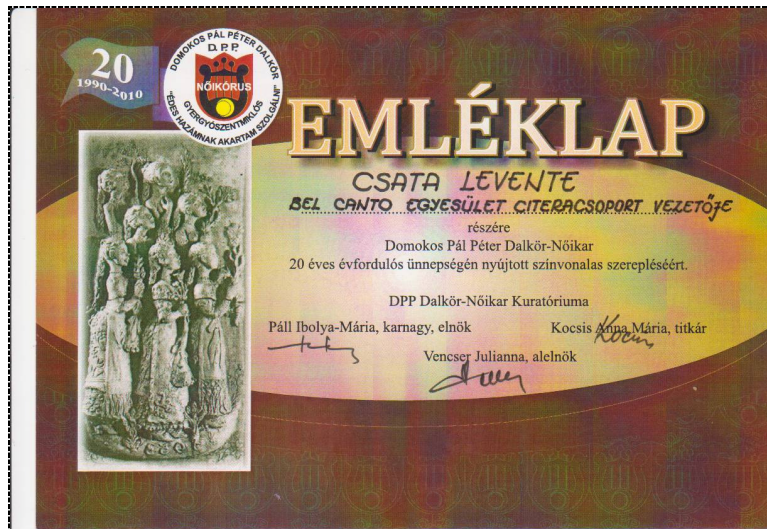 20
1990-2010
DOMOKOS PÁL PÉTER DALKÖR
D.P.P.
NŐIKÓRUS
GYERGYÓSZENTMIKLÓS
"ÉDES HAZÁMNAK AKARTAM SZOLGÁLNI"
EMLÉKLAP
CSATA LEVENTE
BEL CANTO EGYESÜLET CITERACSOPORT VEZETŐJE
részére
Domokos Pál Péter Dalkör-Nőikar
20 éves évfordulós ünnepségén nyújtott színvonalas szerepléséért.
DPP Dalkör-Nőikar Kuratóriuma
Páll Ibolya-Mária, karnagy, elnök Kocsis Anna Mária, titkár
Vencser Julianna, alelnök